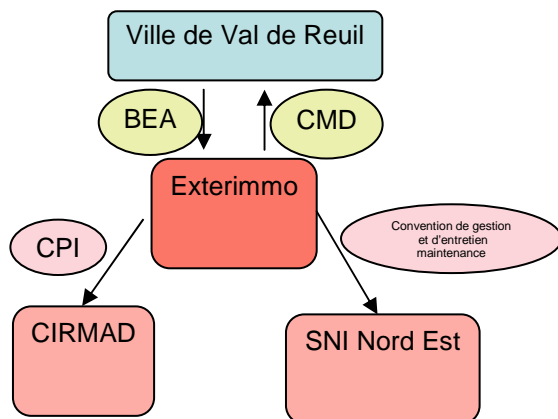 Ville de Val de Reuil
BEA
CMD
Exterimmo
CPI
Convention de gestion
et d'entretien
maintenance
CIRMAD
SNI Nord Est